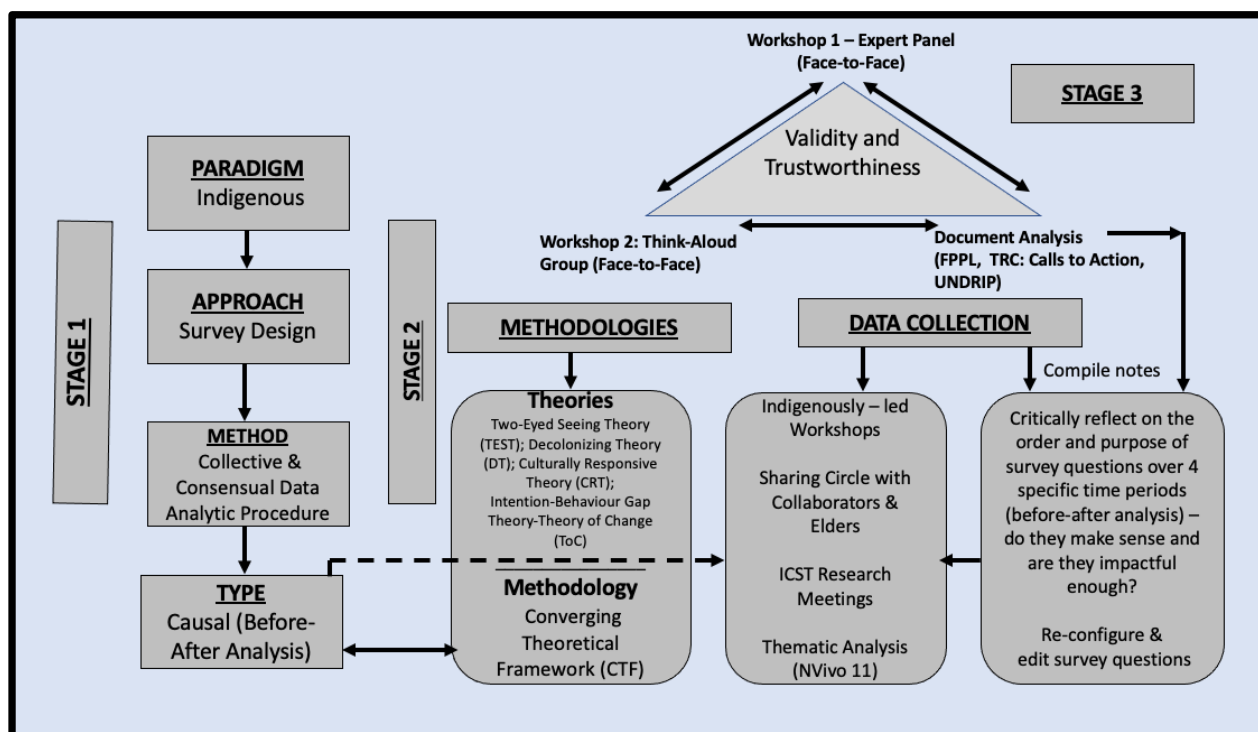 STAGE 1
PARADIGM
Indigenous
APPROACH
Survey Design
METHOD
Collective &
Consensual Data
Analytic Procedure
TYPE
Causal (Before-
After Analysis)
STAGE 2
METHODOLOGIES
Theories
Two-Eyed Seeing Theory
(TEST); Decolonizing Theory
(DT); Culturally Responsive
Theory (CRT);
Intention-Behaviour Gap
Theory-Theory of Change
(ToC)
Methodology
Converging
Theoretical
Framework (CTF)
DATA COLLECTION
Indigenously – led
Workshops
Sharing Circle with
Collaborators &
Elders
ICST Research
Meetings
Thematic Analysis
(NVivo 11)
Compile notes
Critically reflect on the
order and purpose of
survey questions over 4
specific time periods
(before-after analysis) –
do they make sense and
are they impactful
enough?
Re-configure &
edit survey questions
STAGE 3
Workshop 1 – Expert Panel
(Face-to-Face)
Validity and
Trustworthiness
Workshop 2: Think-Aloud
Group (Face-to-Face)
Document Analysis
(FPPL, TRC: Calls to Action,
UNDRIP)